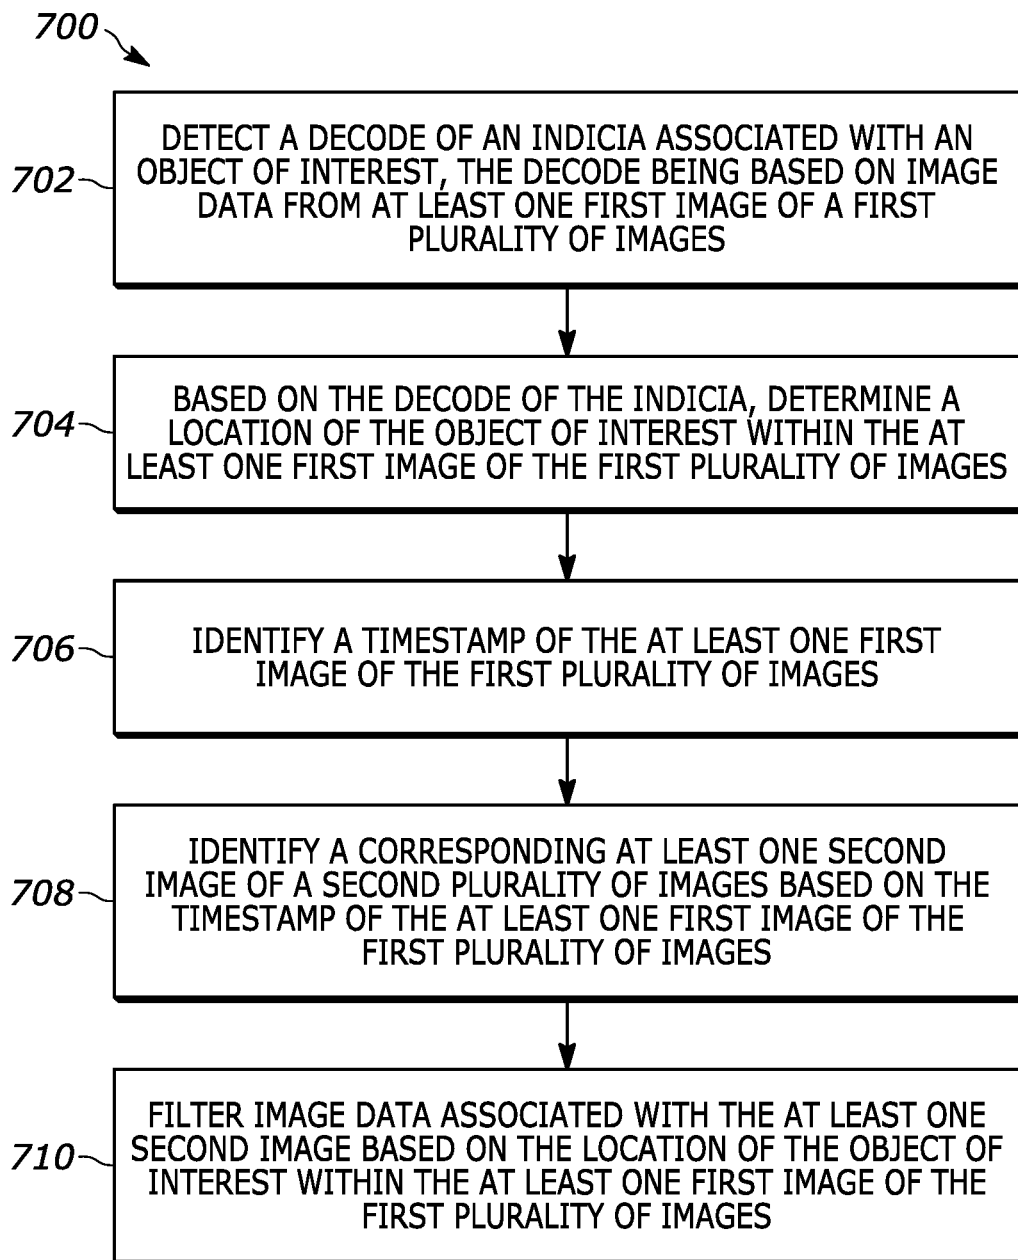 700
702
DETECT A DECODE OF AN INDICIA ASSOCIATED WITH AN
OBJECT OF INTEREST, THE DECODE BEING BASED ON IMAGE
DATA FROM AT LEAST ONE FIRST IMAGE OF A FIRST
PLURALITY OF IMAGES
704
BASED ON THE DECODE OF THE INDICIA, DETERMINE A
LOCATION OF THE OBJECT OF INTEREST WITHIN THE AT
LEAST ONE FIRST IMAGE OF THE FIRST PLURALITY OF IMAGES
706
IDENTIFY A TIMESTAMP OF THE AT LEAST ONE FIRST
IMAGE OF THE FIRST PLURALITY OF IMAGES
708
IDENTIFY A CORRESPONDING AT LEAST ONE SECOND
IMAGE OF A SECOND PLURALITY OF IMAGES BASED ON THE
TIMESTAMP OF THE AT LEAST ONE FIRST IMAGE OF THE
FIRST PLURALITY OF IMAGES
710
FILTER IMAGE DATA ASSOCIATED WITH THE AT LEAST ONE
SECOND IMAGE BASED ON THE LOCATION OF THE OBJECT OF
INTEREST WITHIN THE AT LEAST ONE FIRST IMAGE OF THE
FIRST PLURALITY OF IMAGES